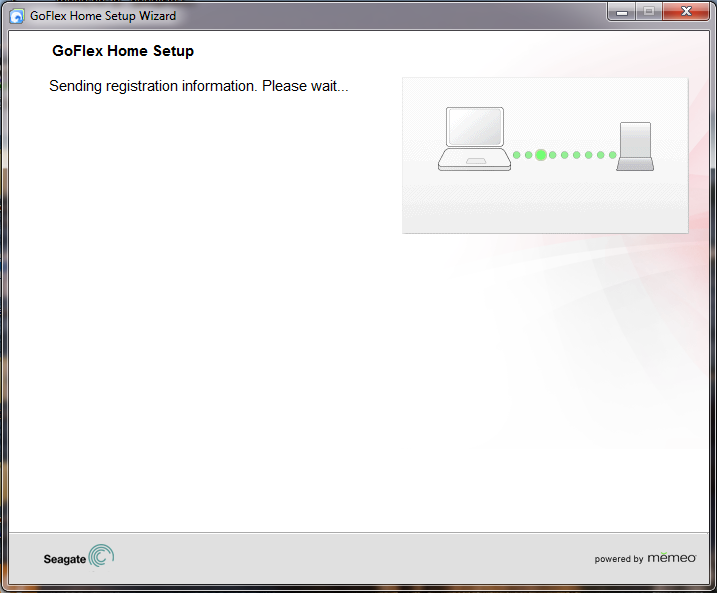 GoFlex Home Setup Wizard
GoFlex Home Setup
Sending registration information. Please wait...
Seagate
powered by memeo